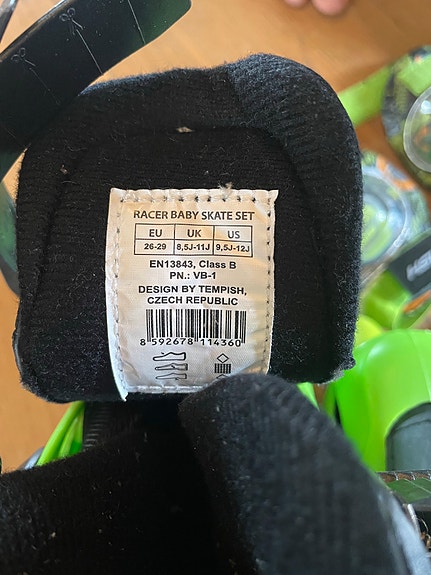 RACER BABY SKATE SET
EU UK US
26-29 8,5J-11J 9,5J-12J
EN13843, Class B
PN.: VB-1
DESIGN BY TEMPISH,
CZECH REPUBLIC
8 592678 114360